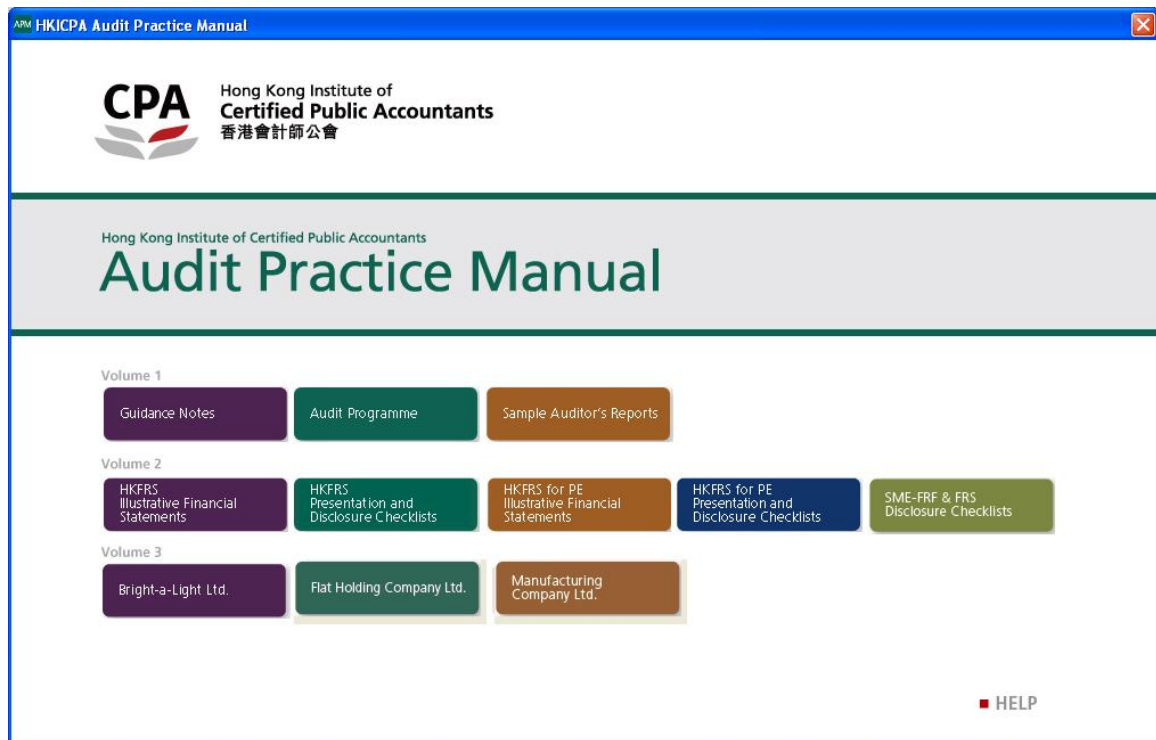 APM HKICPA Audit Practice Manual
CPA
Hong Kong Institute of
Certified Public Accountants
香港會計師公會
Hong Kong Institute of Certified Public Accountants
Audit Practice Manual
Volume 1
Guidance Notes
Audit Programme
Sample Auditor's Reports
Volume 2
HKFRS
Illustrative Financial
Statements
HKFRS
Presentation and
Disclosure Checklists
HKFRS for PE
Illustrative Financial
Statements
HKFRS for PE
Presentation and
Disclosure Checklists
SME-FRF & FRS
Disclosure Checklists
Volume 3
Bright-a-Light Ltd.
Flat Holding Company Ltd.
Manufacturing
Company Ltd.
HELP